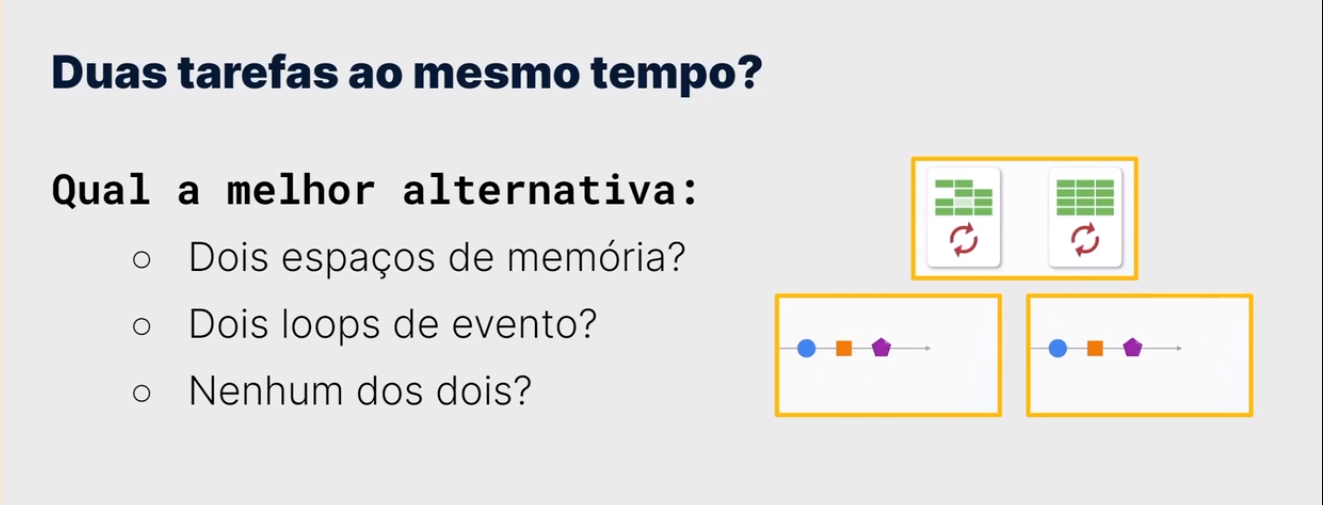 Duas tarefas ao mesmo tempo?
Qual a melhor alternativa:
Dois espaços de memória?
Dois loops de evento?
Nenhum dos dois?